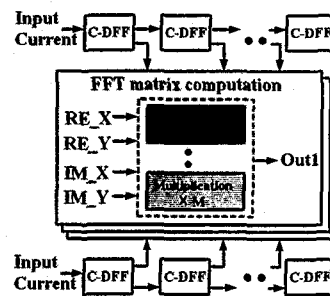 Input
Current
C-DFF C-DFF C-DFF
FFT matrix computation
RE_X
RE_Y
IM_X
IM_Y
Multiplication
X M
Out1
Input
Current
C-DFF C-DFF C-DFF